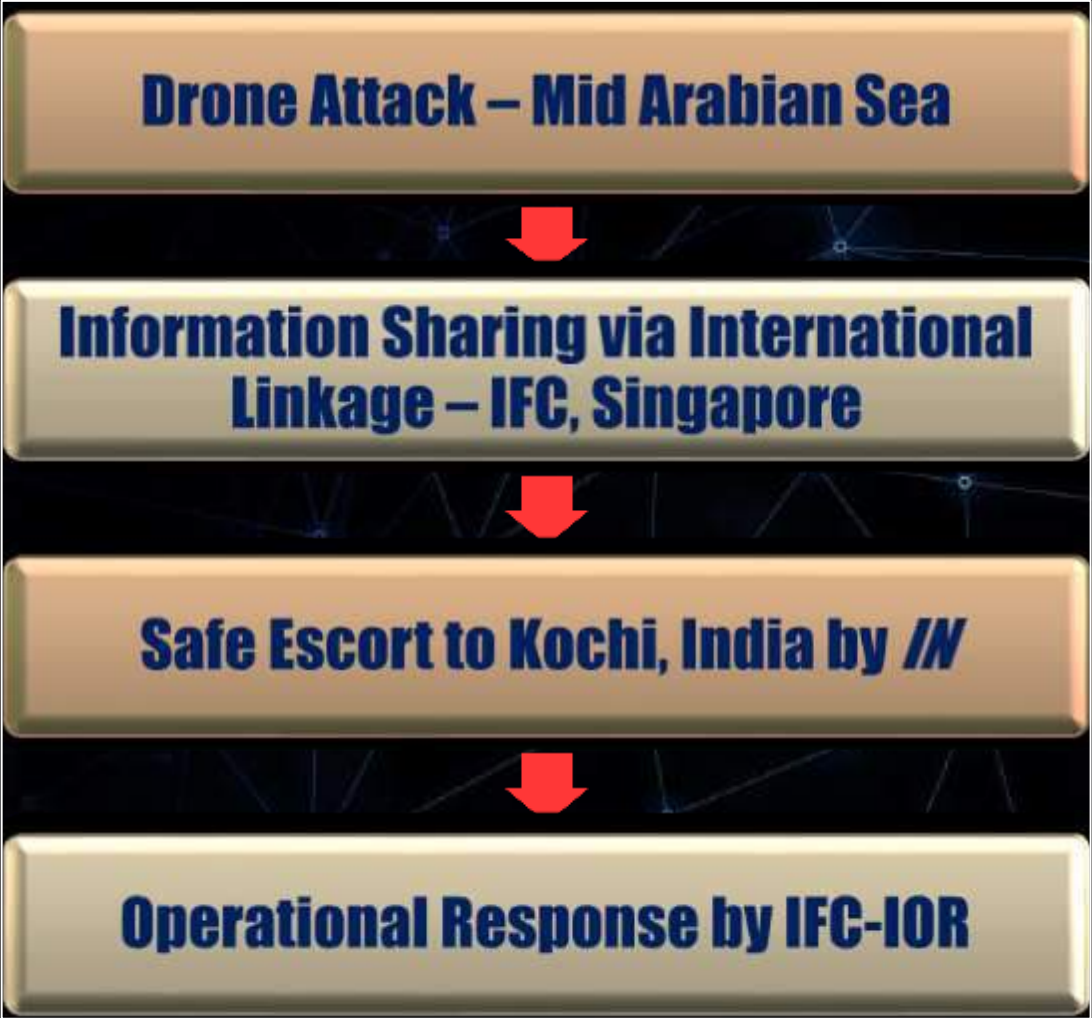 Drone Attack – Mid Arabian Sea
Information Sharing via International
Linkage – IFC, Singapore
Safe Escort to Kochi, India by IN
Operational Response by IFC-IOR